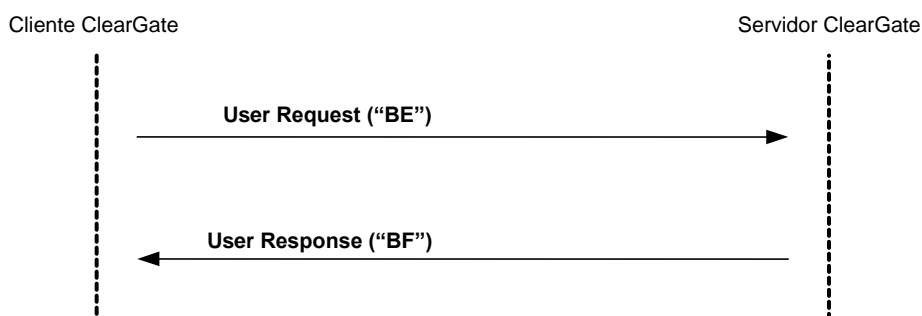 Cliente ClearGate
Servidor ClearGate
User Request (“BE”)
User Response (“BF”)